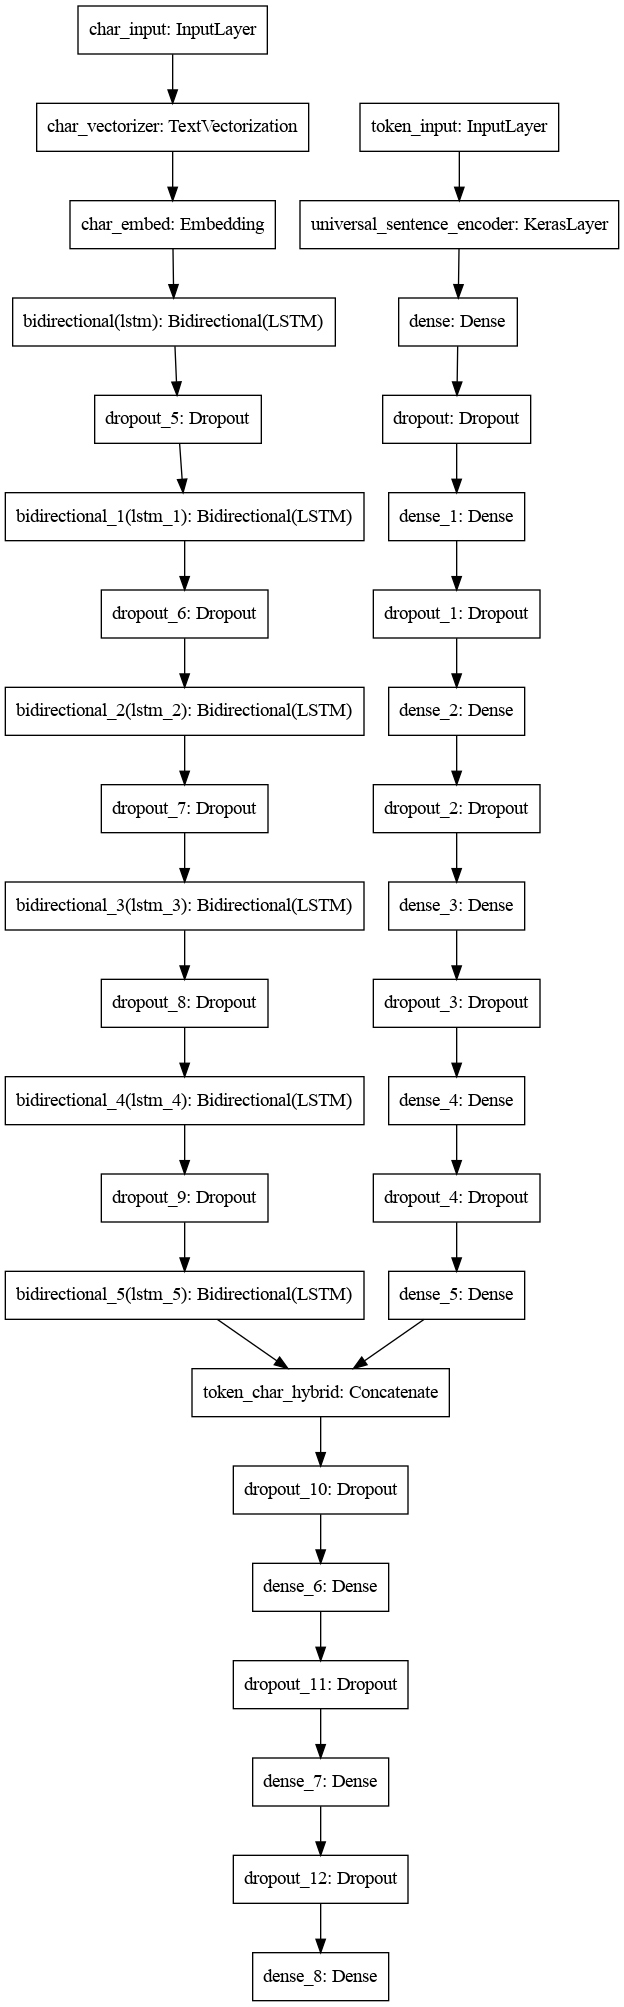 char_input: InputLayer
char_vectorizer: TextVectorization
token_input: InputLayer
char_embed: Embedding
universal_sentence_encoder: KerasLayer
bidirectional(lstm): Bidirectional(LSTM)
dense: Dense
dropout_5: Dropout
dropout: Dropout
bidirectional_1(lstm_1): Bidirectional(LSTM)
dense_1: Dense
dropout_6: Dropout
dropout_1: Dropout
bidirectional_2(lstm_2): Bidirectional(LSTM)
dense_2: Dense
dropout_7: Dropout
dropout_2: Dropout
bidirectional_3(lstm_3): Bidirectional(LSTM)
dense_3: Dense
dropout_8: Dropout
dropout_3: Dropout
bidirectional_4(lstm_4): Bidirectional(LSTM)
dense_4: Dense
dropout_9: Dropout
dropout_4: Dropout
bidirectional_5(lstm_5): Bidirectional(LSTM)
dense_5: Dense
token_char_hybrid: Concatenate
dropout_10: Dropout
dense_6: Dense
dropout_11: Dropout
dense_7: Dense
dropout_12: Dropout
dense_8: Dense